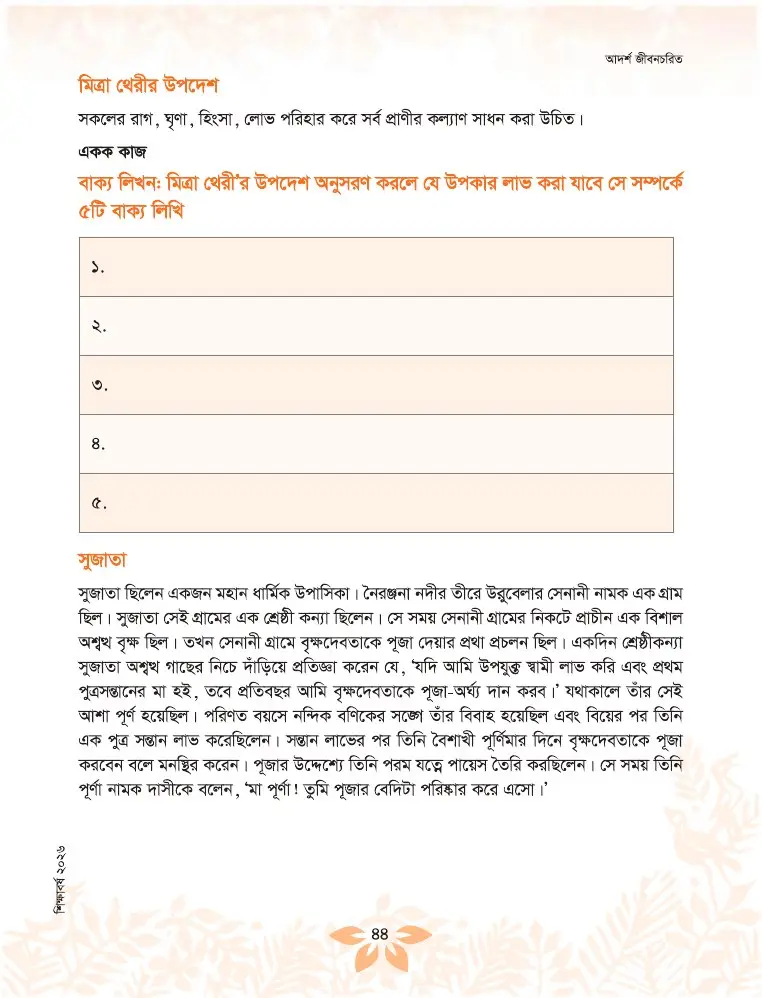 আদর্শ জীবনচরিত
মিত্রা থেরীর উপদেশ
সকলের রাগ, ঘৃণা, হিংসা, লোভ পরিহার করে সর্ব প্রাণীর কল্যাণ সাধন করা উচিত।
একক কাজ
বাক্য লিখন: মিত্রা থেরী'র উপদেশ অনুসরণ করলে যে উপকার লাভ করা যাবে সে সম্পর্কে
৫টি বাক্য লিখি
১.
২.
৩.
৪.
৫.
সুজাতা
সুজাতা ছিলেন একজন মহান ধার্মিক উপাসিকা। নৈরঞ্জনা নদীর তীরে উরুবেলার সেনানী নামক এক গ্রাম
ছিল। সুজাতা সেই গ্রামের এক শ্রেষ্ঠী কন্যা ছিলেন। সে সময় সেনানী গ্রামের নিকটে প্রাচীন এক বিশাল
অশ্বত্থ বৃক্ষ ছিল। তখন সেনানী গ্রামে বৃক্ষদেবতাকে পূজা দেয়ার প্রথা প্রচলন ছিল। একদিন শ্রেষ্ঠীকন্যা
সুজাতা অশ্বত্থ গাছের নিচে দাঁড়িয়ে প্রতিজ্ঞা করেন যে, 'যদি আমি উপযুক্ত স্বামী লাভ করি এবং প্রথম
পুত্রসন্তানের মা হই, তবে প্রতিবছর আমি বৃক্ষদেবতাকে পূজা-অর্ঘ্য দান করব।' যথাকালে তাঁর সেই
আশা পূর্ণ হয়েছিল। পরিণত বয়সে নন্দিক বণিকের সঙ্গে তাঁর বিবাহ হয়েছিল এবং বিয়ের পর তিনি
এক পুত্র সন্তান লাভ করেছিলেন। সন্তান লাভের পর তিনি বৈশাখী পূর্ণিমার দিনে বৃক্ষদেবতাকে পূজা
করবেন বলে মনস্থির করেন। পূজার উদ্দেশ্যে তিনি পরম যত্নে পায়েস তৈরি করছিলেন। সে সময় তিনি
পূর্ণা নামক দাসীকে বলেন, 'মা পূর্ণা! তুমি পূজার বেদিটা পরিষ্কার করে এসো।'
শিক্ষাবর্ষ ২০২৬
৪৪